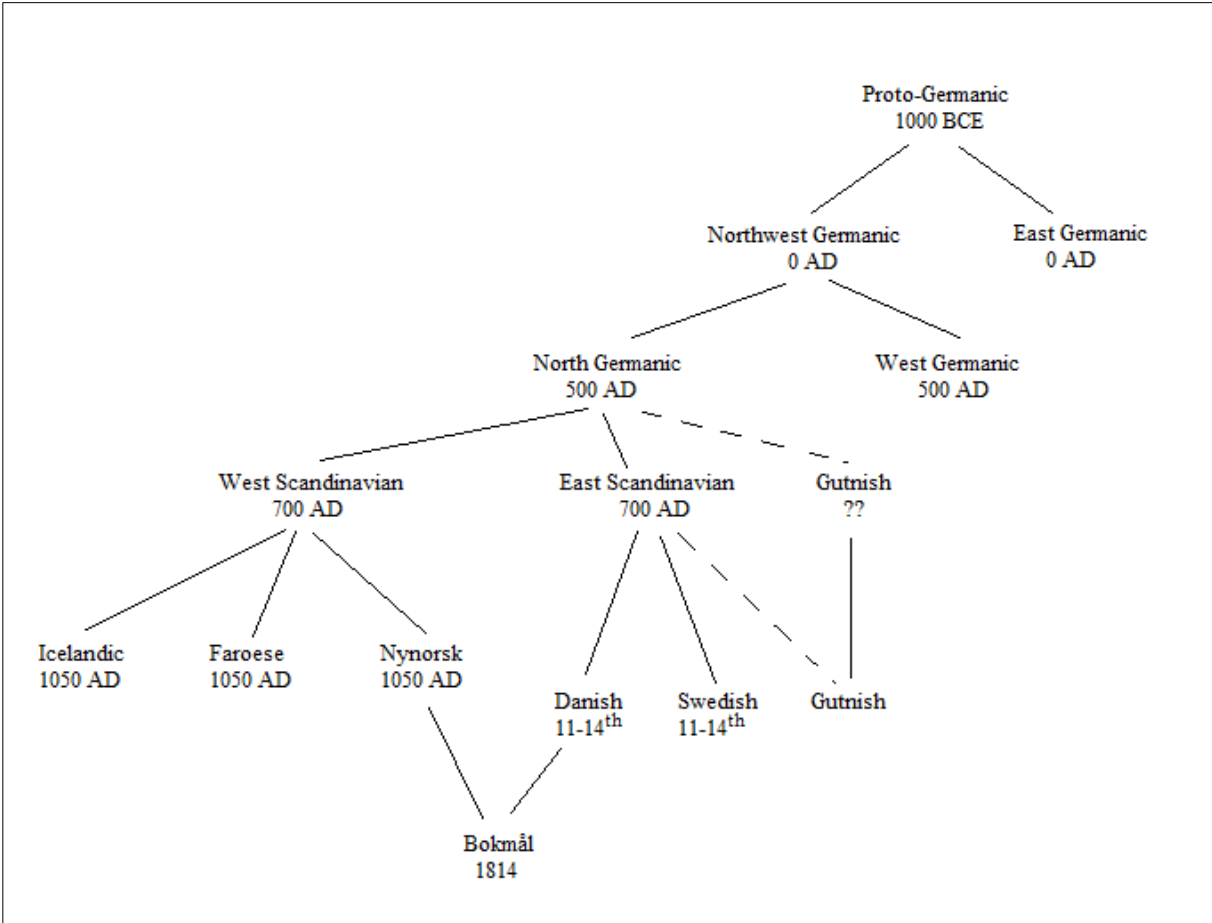 Proto-Germanic
1000 BCE
Northwest Germanic
0 AD
East Germanic
0 AD
North Germanic
500 AD
West Germanic
500 AD
West Scandinavian
700 AD
East Scandinavian
700 AD
Gutnish
??
Icelandic
1050 AD
Faroese
1050 AD
Nynorsk
1050 AD
Danish
11-14th
Swedish
11-14th
Gutnish
Bokmål
1814